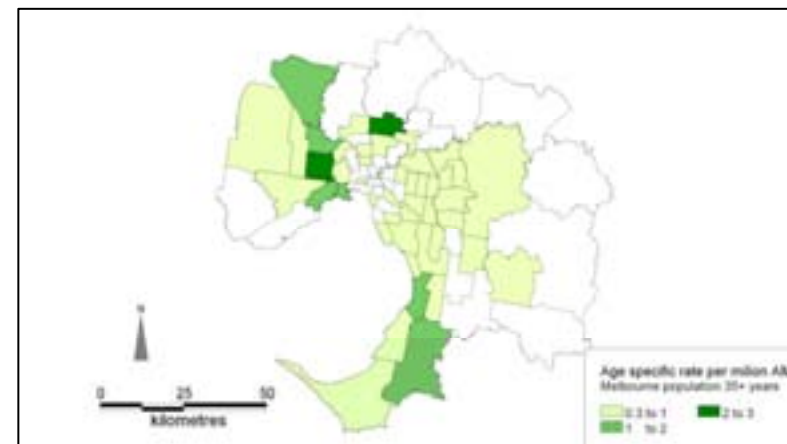 N
0 25 50
kilometres
Age specific rate per milion
Melbourne population 35+ years
0.3 to 1 2 to 3
1 to 2